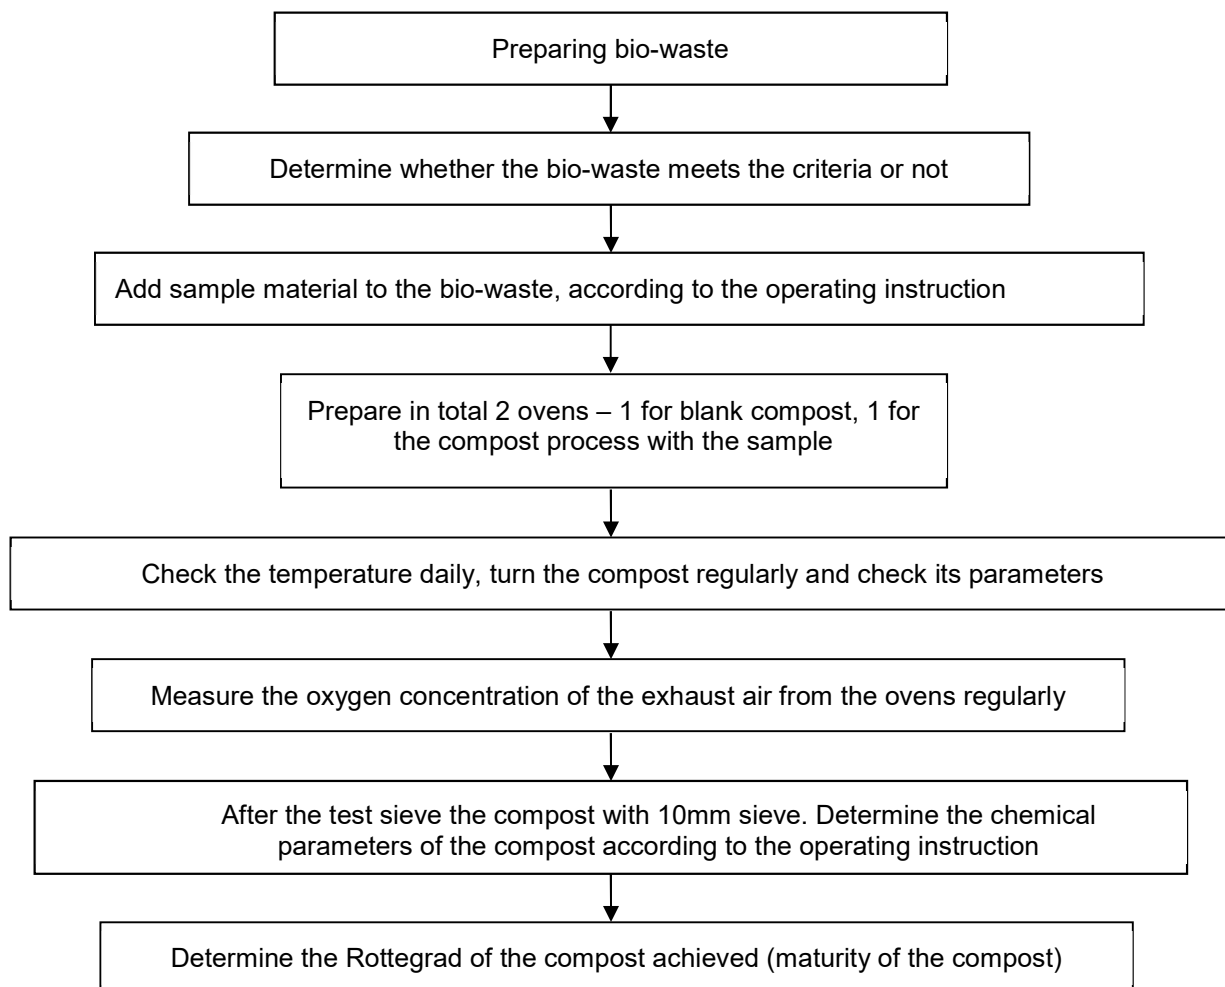 Preparing bio-waste
Determine whether the bio-waste meets the criteria or not
Add sample material to the bio-waste, according to the operating instruction
Prepare in total 2 ovens – 1 for blank compost, 1 for
the compost process with the sample
Check the temperature daily, turn the compost regularly and check its parameters
Measure the oxygen concentration of the exhaust air from the ovens regularly
After the test sieve the compost with 10mm sieve. Determine the chemical
parameters of the compost according to the operating instruction
Determine the Rottegrad of the compost achieved (maturity of the compost)